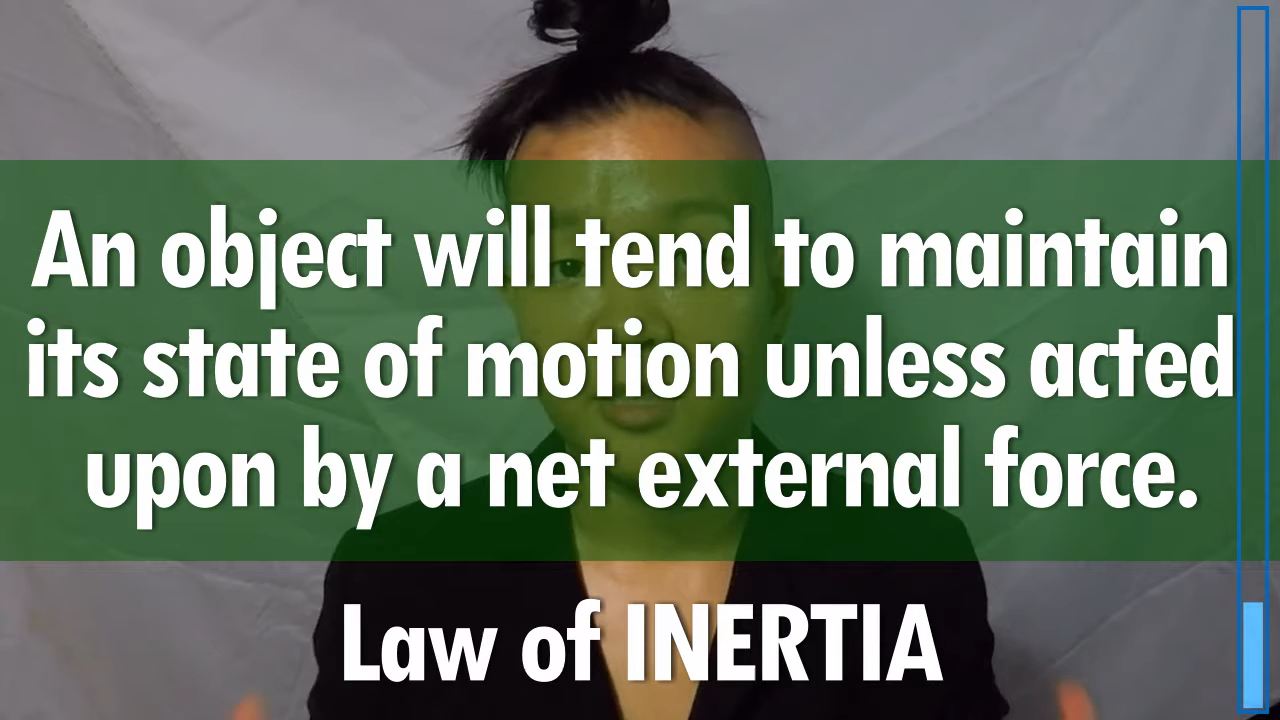 An object will tend to maintain
its state of motion unless acted
upon by a net external force.
Law of INERTIA